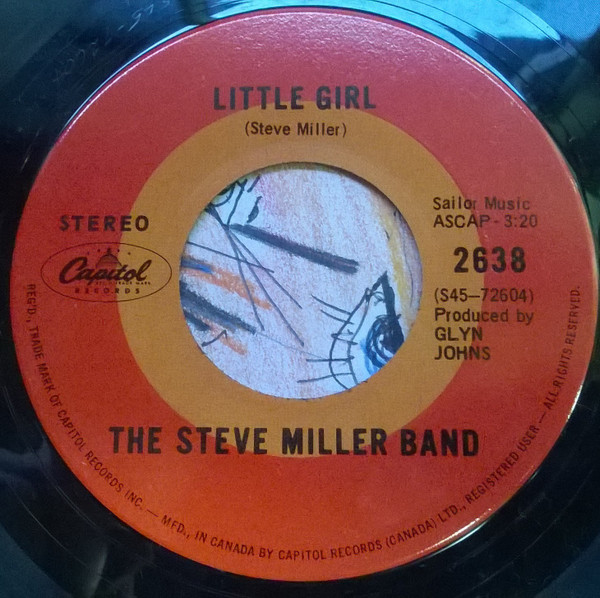 LITTLE GIRL
(Steve Miller)
STEREO
Capitol
RECORDS
Sailor Music
ASCAP - 3:20
2638
(S45—72604)
Produced by
GLYN
JOHNS
THE STEVE MILLER BAND
REG'D., TRADE MARK OF CAPITOL RECORDS INC. — MFD., IN CANADA BY CAPITOL RECORDS (CANADA) LTD., REGISTERED USER — ALL RIGHTS RESERVED.